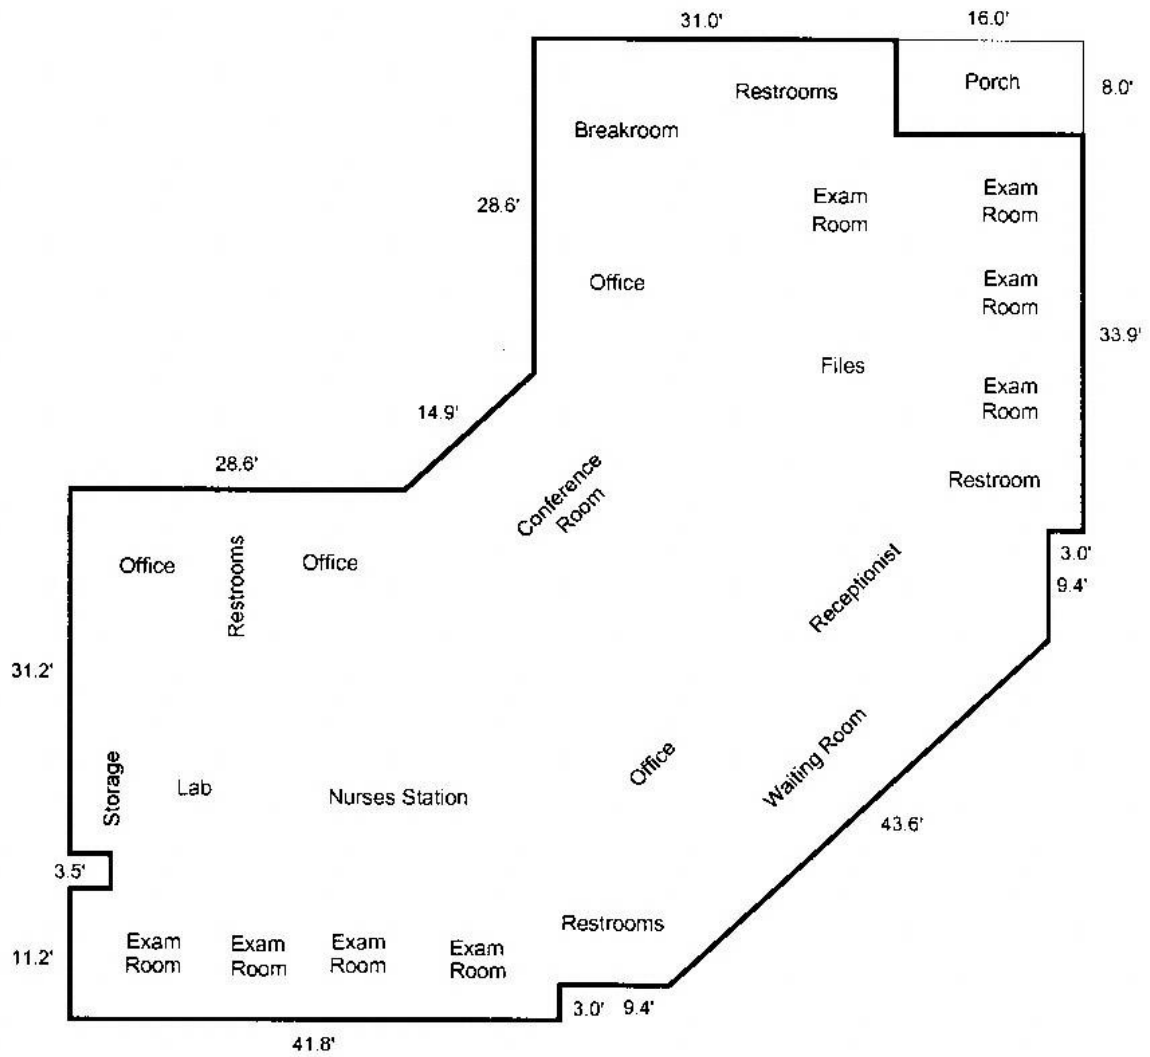 31.0'
16.0'
Restrooms
Porch
8.0'
Breakroom
28.6'
Exam
Room
Exam
Room
Office
Exam
Room
33.9'
Files
14.9'
Exam
Room
28.6'
Conference
Room
Restroom
Office
Restrooms
Office
Receptionist
3.0'
9.4'
31.2'
Storage
Lab
Nurses Station
Office
Waiting Room
43.6'
3.5'
Restrooms
11.2'
Exam
Room
Exam
Room
Exam
Room
Exam
Room
3.0'
9.4'
41.8'